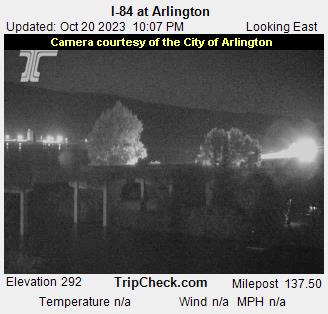 I-84 at Arlington
Updated: Oct 20 2023 10:07 PM Looking East
Camera courtesy of the City of Arlington
Elevation 292 TripCheck.com Milepost 137.50
Temperature n/a Wind n/a MPH n/a